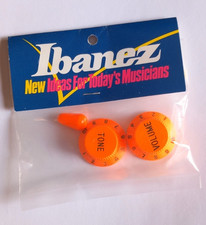 Ibanez
New Ideas For Today's Musicians
TONE
VOLUME